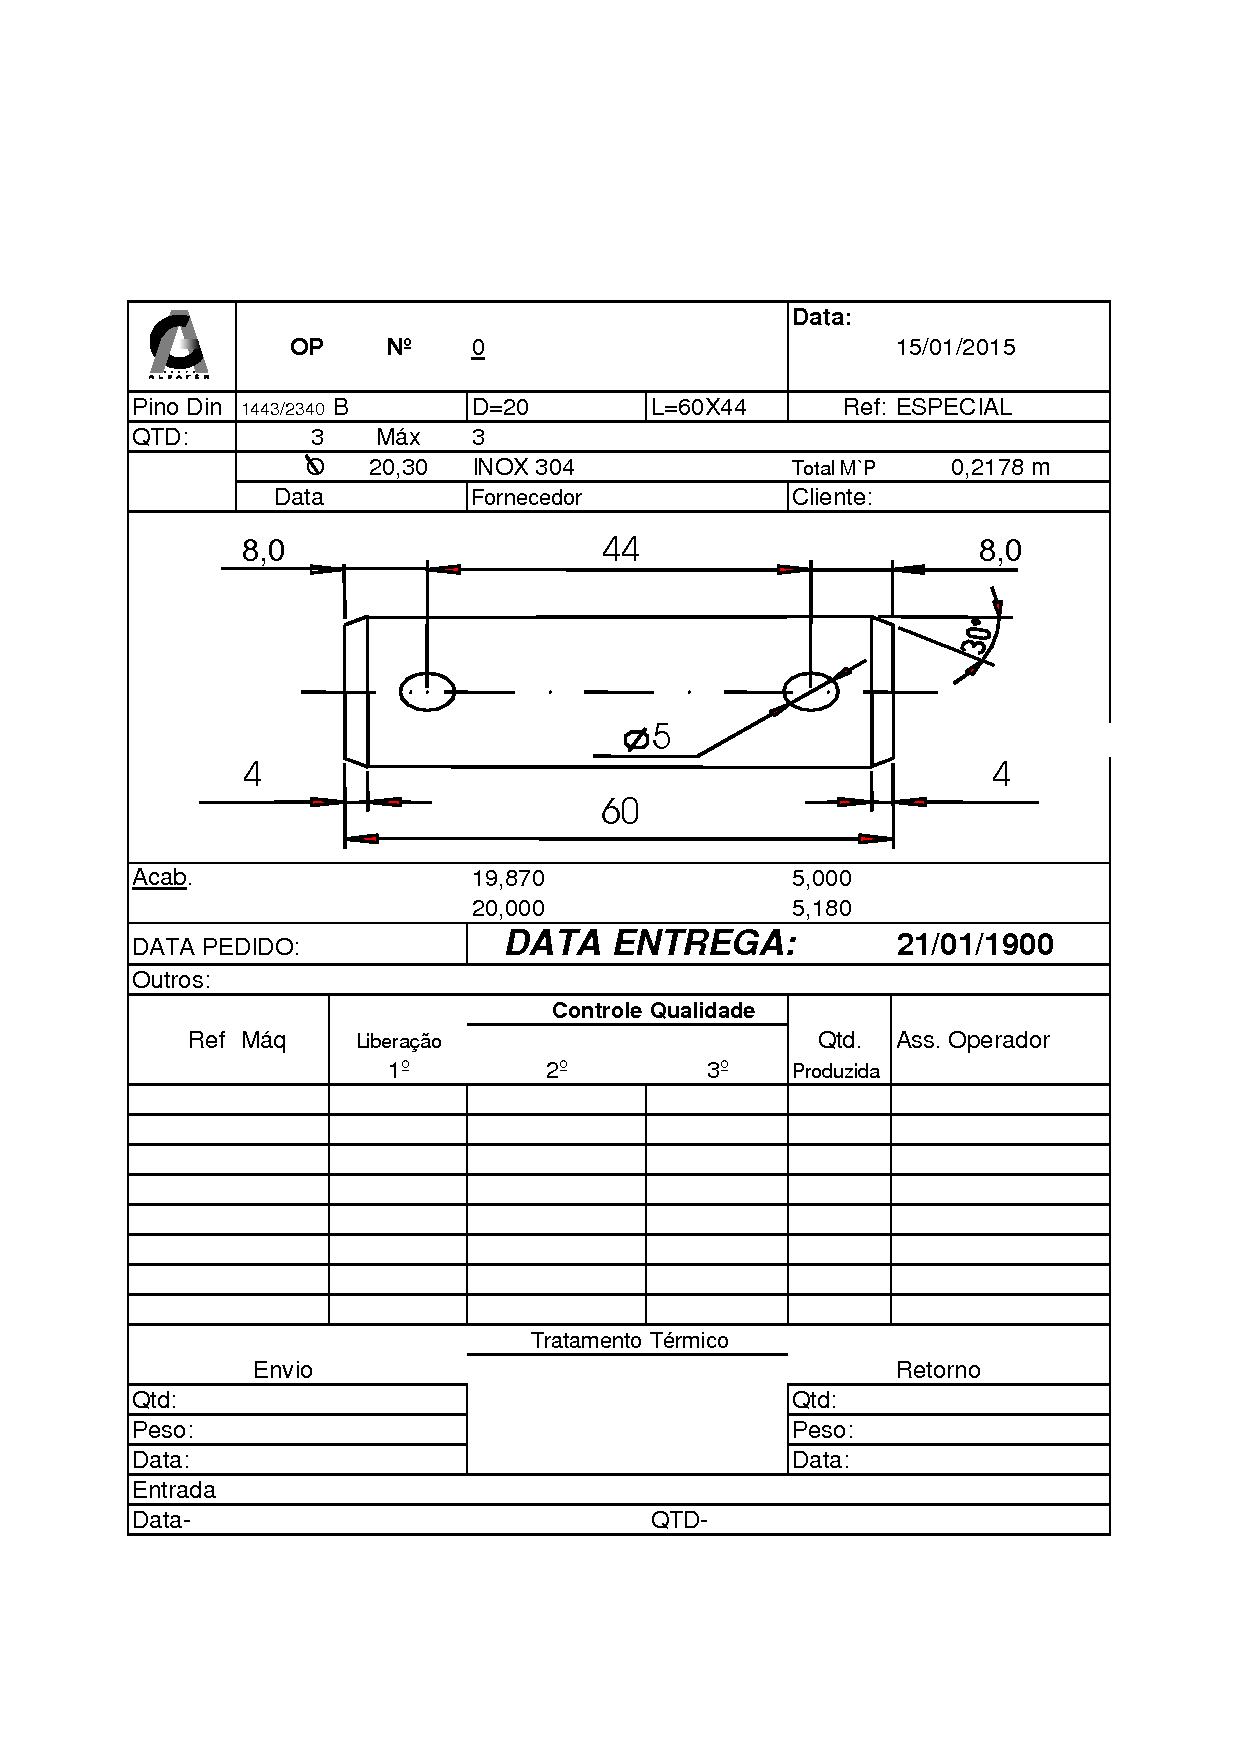 Data:
OP Nº 0 15/01/2015
Pino Din 1443/2340 B D=20 L=60X44 Ref: ESPECIAL
QTD: 3 Máx 3
Ø 20,30 INOX 304 Total M`P 0,2178 m
Data Fornecedor Cliente:
8,0 44 8,0
30°
ø5
4 4
60
Acab. 19,870 5,000
20,000 5,180
DATA PEDIDO: DATA ENTREGA: 21/01/1900
Outros:
Controle Qualidade
Ref Máq Liberação Qtd. Ass. Operador
1º 2º 3º Produzida
Tratamento Térmico
Envio Retorno
Qtd: Qtd:
Peso: Peso:
Data: Data:
Entrada
Data- QTD-